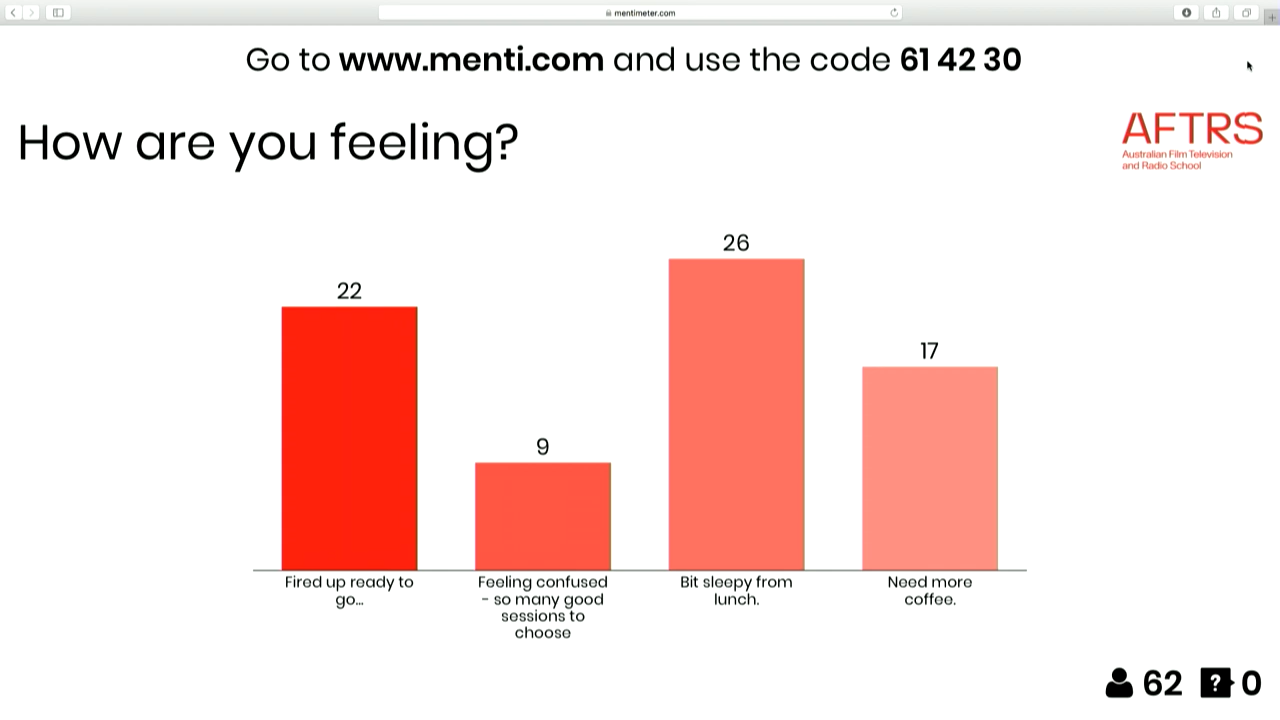 mentimeter.com
Go to www.menti.com and use the code 61 42 30
How are you feeling?
AFTRS
Australian Film Television
and Radio School
22
9
26
17
Fired up ready to
go...
Feeling confused
- so many good
sessions to
choose
Bit sleepy from
lunch.
Need more
coffee.
62
?
0